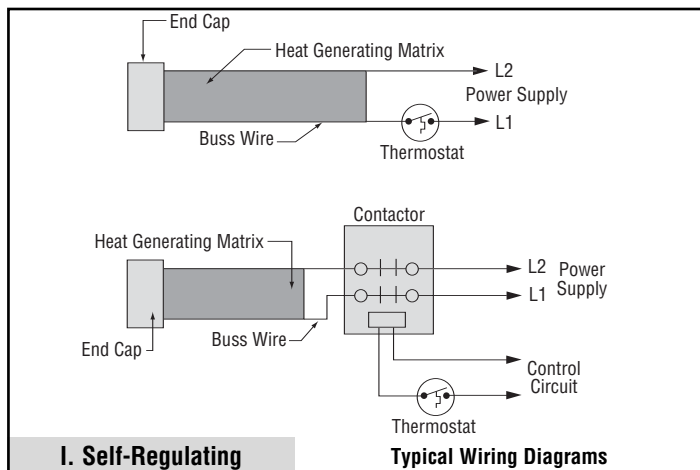 End Cap
Heat Generating Matrix
L2
Power Supply
L1
Buss Wire
Thermostat
Contactor
Heat Generating Matrix
L2
Power
Supply
L1
Buss Wire
End Cap
Control
Circuit
Thermostat
I. Self-Regulating
Typical Wiring Diagrams